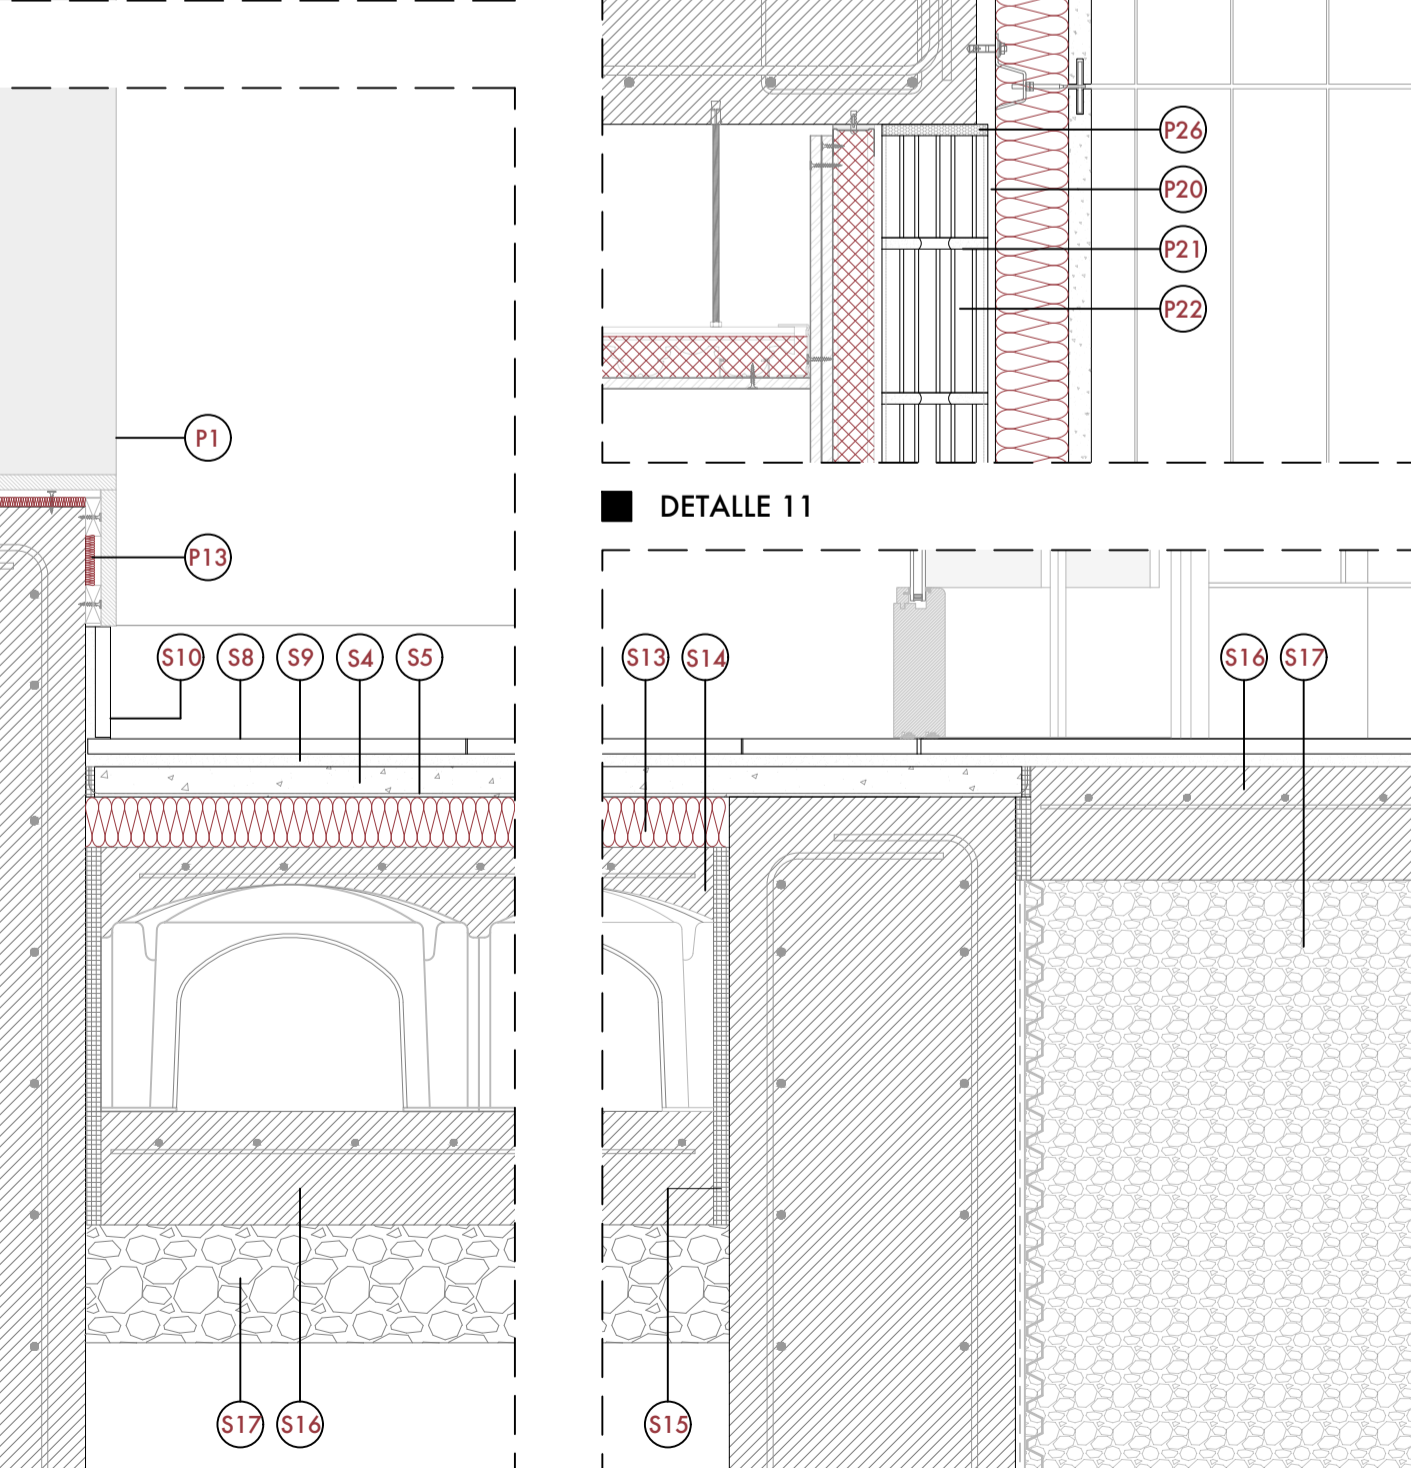 P26
P20
P21
P22
P1
DETALLE 11
P13
S10 S8 S9 S4 S5
S13 S14
S16 S17
S17 S16
S15